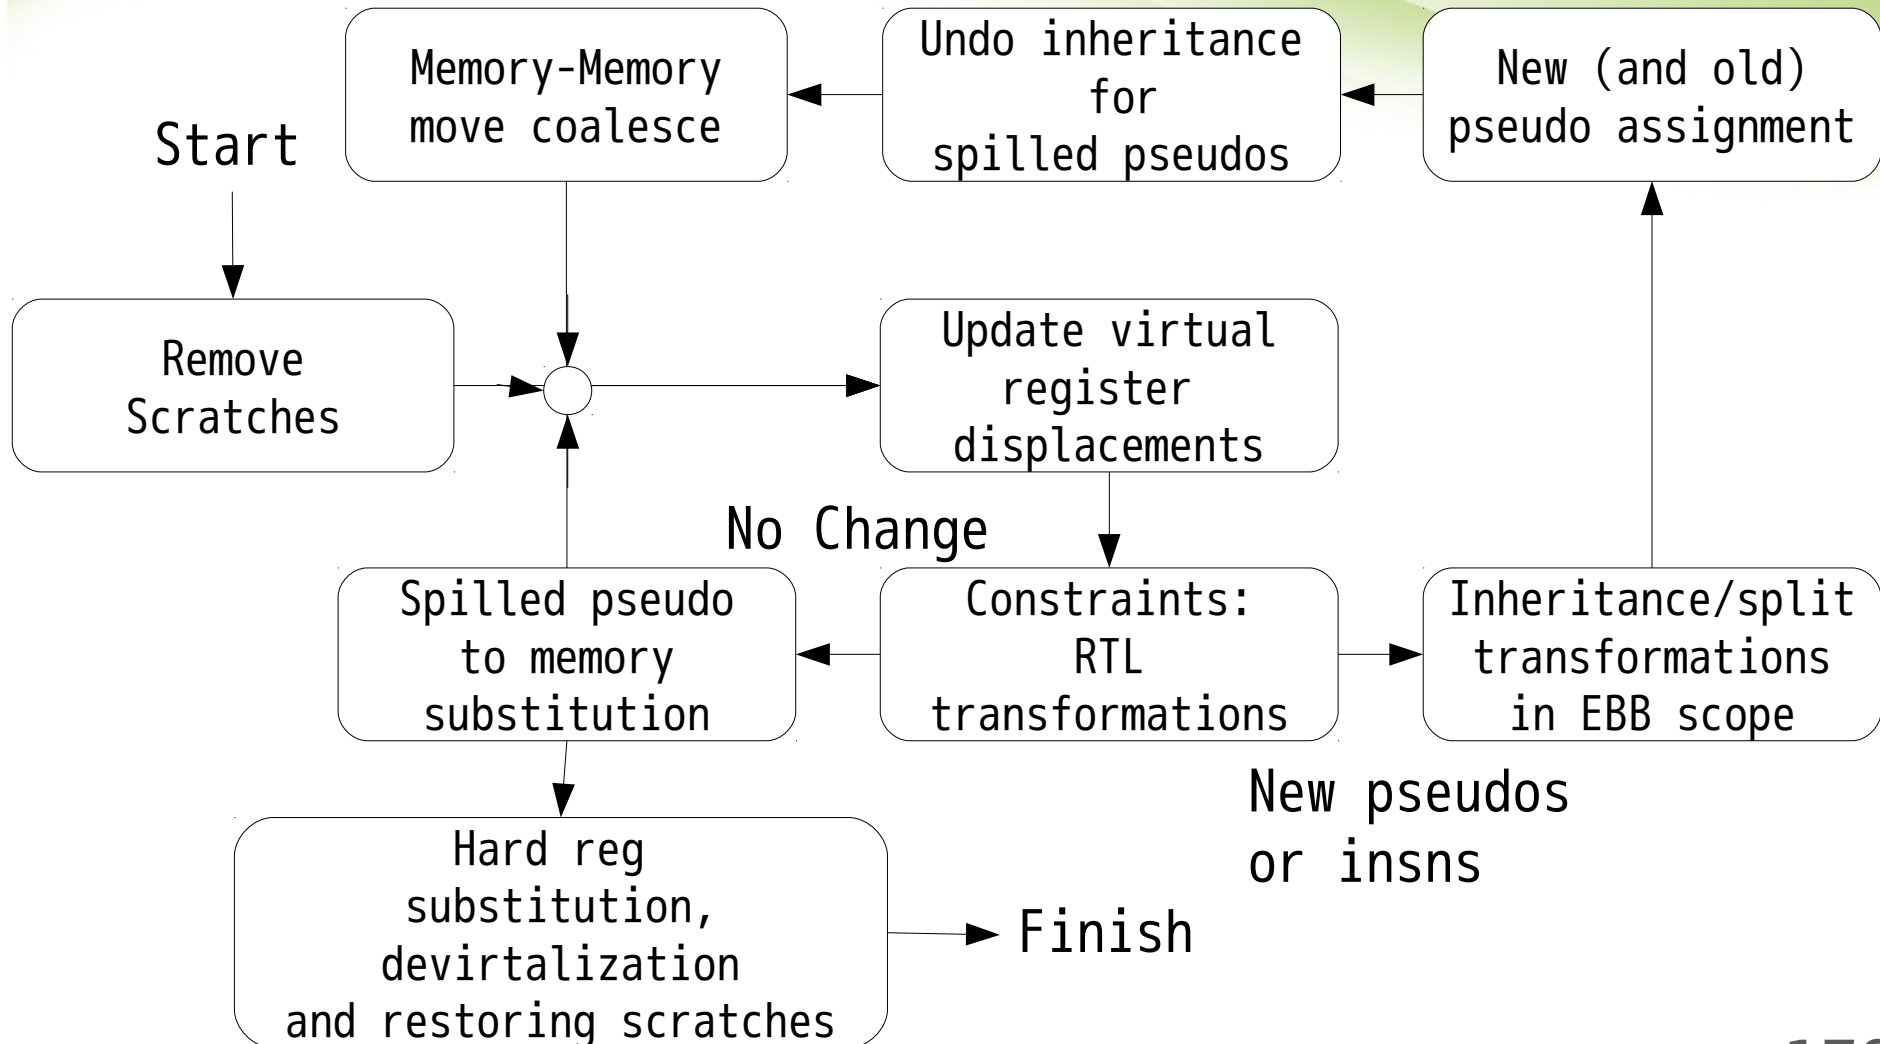 Memory-Memory
move coalesce
Undo inheritance
for
spilled pseudos
New (and old)
pseudo assignment
Start
Remove
Scratches
Update virtual
register
displacements
No Change
Spilled pseudo
to memory
substitution
Constraints:
RTL
transformations
Inheritance/split
transformations
in EBB scope
New pseudos
or insns
Hard reg
substitution,
devirtalization
and restoring scratches
Finish